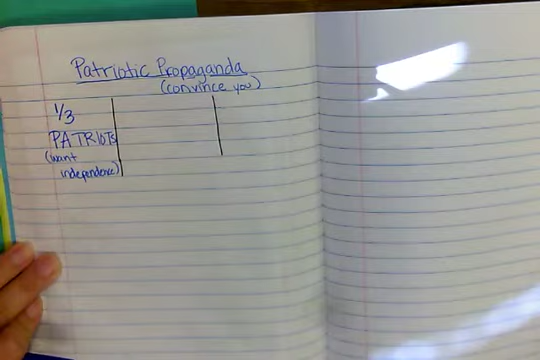 Patriotic Propaganda
(convince you)
1/3
PATRIOTS
(want
independence)